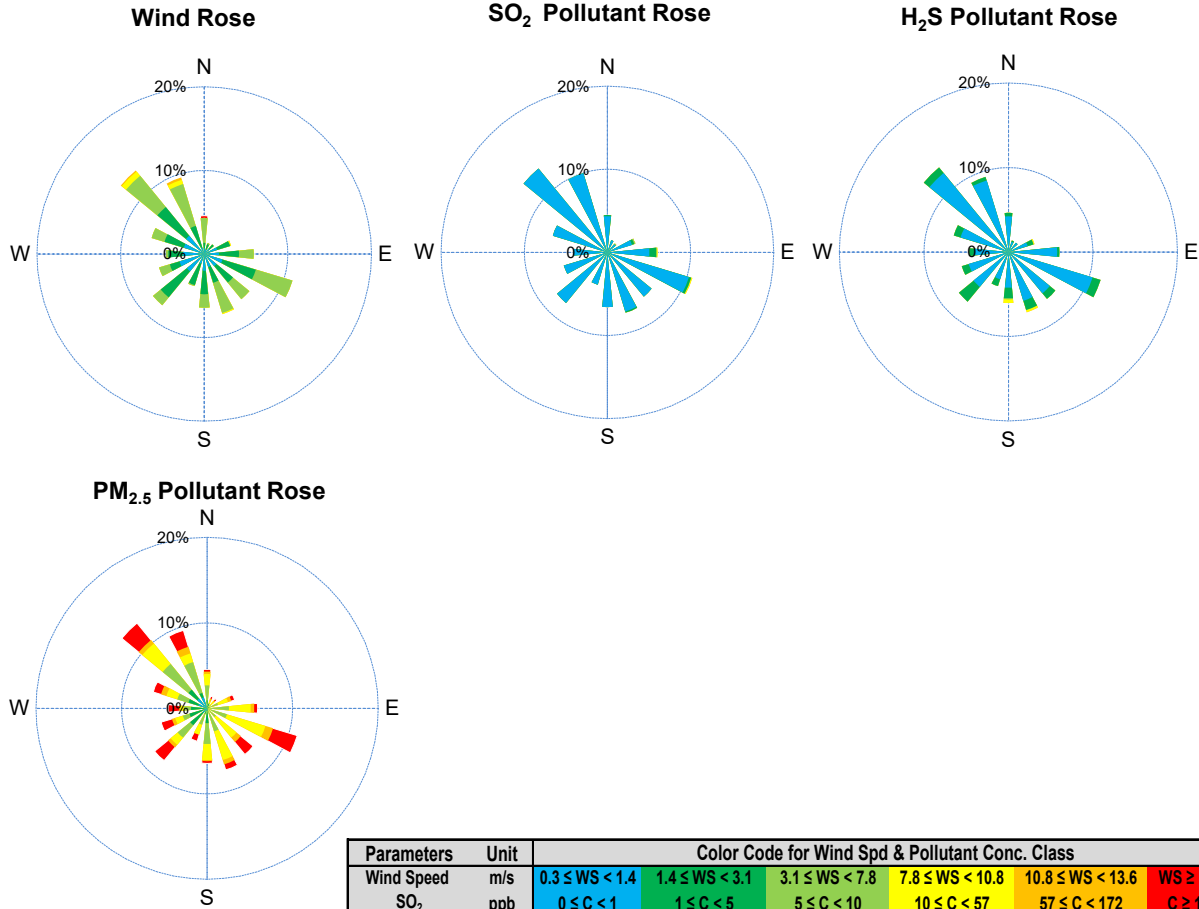 Wind Rose
N
20%
10%
0%
W
E
S
SO₂ Pollutant Rose
N
20%
10%
0%
W
E
S
H₂S Pollutant Rose
N
20%
10%
0%
W
E
S
PM₂.₅ Pollutant Rose
N
20%
10%
0%
W
E
S
Parameters Unit Color Code for Wind Spd & Pollutant Conc. Class
Wind Speed m/s 0.3 ≤ WS < 1.4 1.4 ≤ WS < 3.1 3.1 ≤ WS < 7.8 7.8 ≤ WS < 10.8 10.8 ≤ WS < 13.6 WS ≥
SO₂ ppb 0 ≤ C < 1 1 ≤ C < 5 5 ≤ C < 10 10 ≤ C < 57 57 ≤ C < 172 C ≥